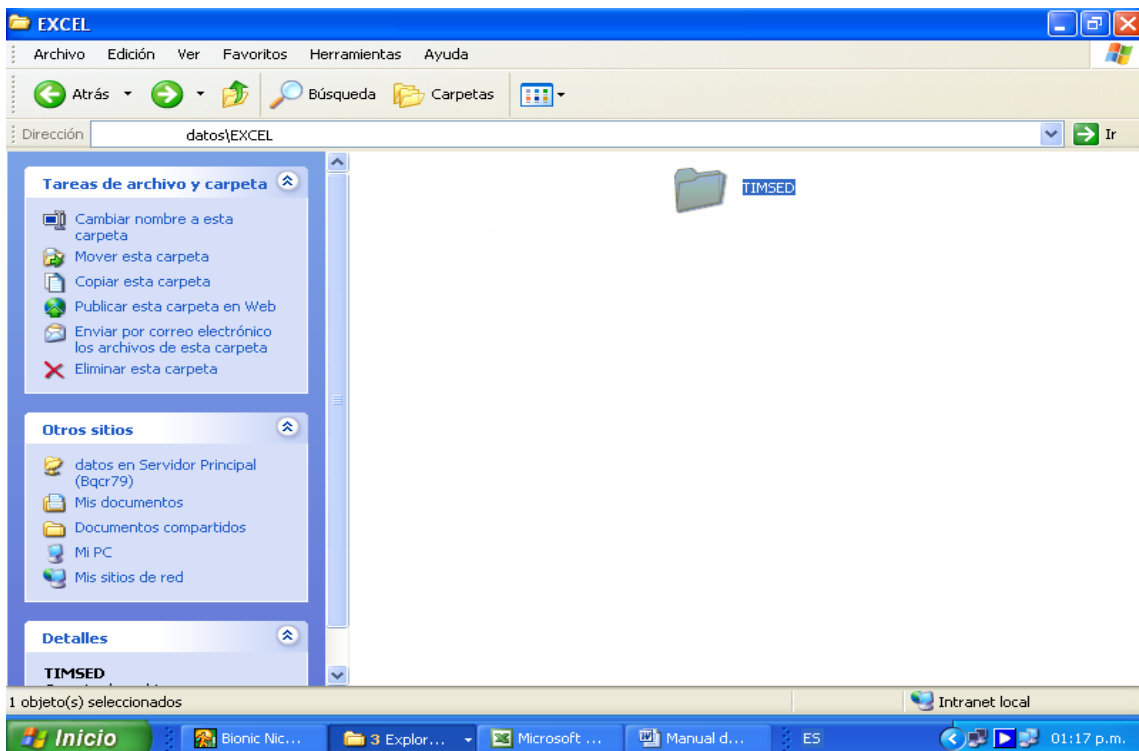 EXCEL
Archivo Edición Ver Favoritos Herramientas Ayuda
Atrás Búsqueda Carpetas
Dirección datos\EXCEL Ir
Tareas de archivo y carpeta
Cambiar nombre a esta
carpeta
Mover esta carpeta
Copiar esta carpeta
Publicar esta carpeta en Web
Enviar por correo electrónico
los archivos de esta carpeta
Eliminar esta carpeta
Otros sitios
datos en Servidor Principal
(Bqcr79)
Mis documentos
Documentos compartidos
Mi PC
Mis sitios de red
Detalles
TIMSED
TIMSED
1 objeto(s) seleccionados
Intranet local
Inicio Bionic Nic... 3 Explor... Microsoft ... Manual d... ES 01:17 p.m.